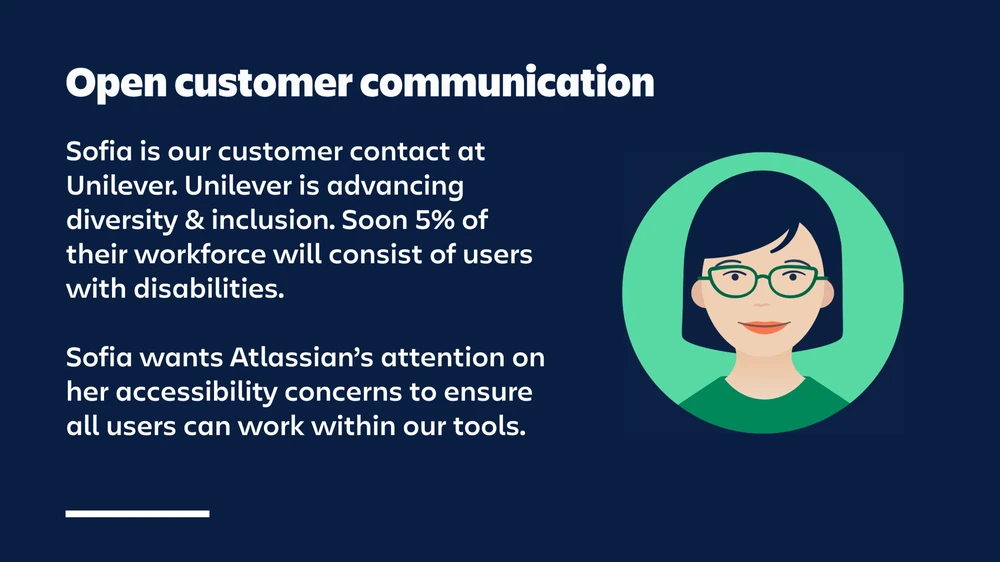 Open customer communication
Sofia is our customer contact at
Unilever. Unilever is advancing
diversity & inclusion. Soon 5% of
their workforce will consist of users
with disabilities.
Sofia wants Atlassian’s attention on
her accessibility concerns to ensure
all users can work within our tools.